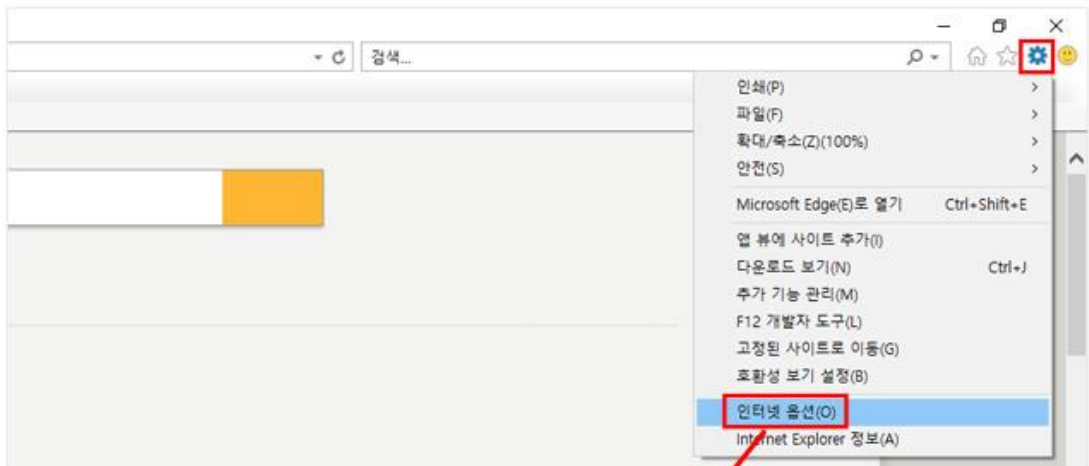 검색...
인쇄(P)
파일(F)
확대/축소(Z)(100%)
안전(S)
Microsoft Edge(E)로 열기 Ctrl+Shift+E
앱 뷰에 사이트 추가(I)
다운로드 보기(N) Ctrl+J
추가 기능 관리(M)
F12 개발자 도구(L)
고정된 사이트로 이동(G)
호환성 보기 설정(B)
인터넷 옵션(O)
Internet Explorer 정보(A)